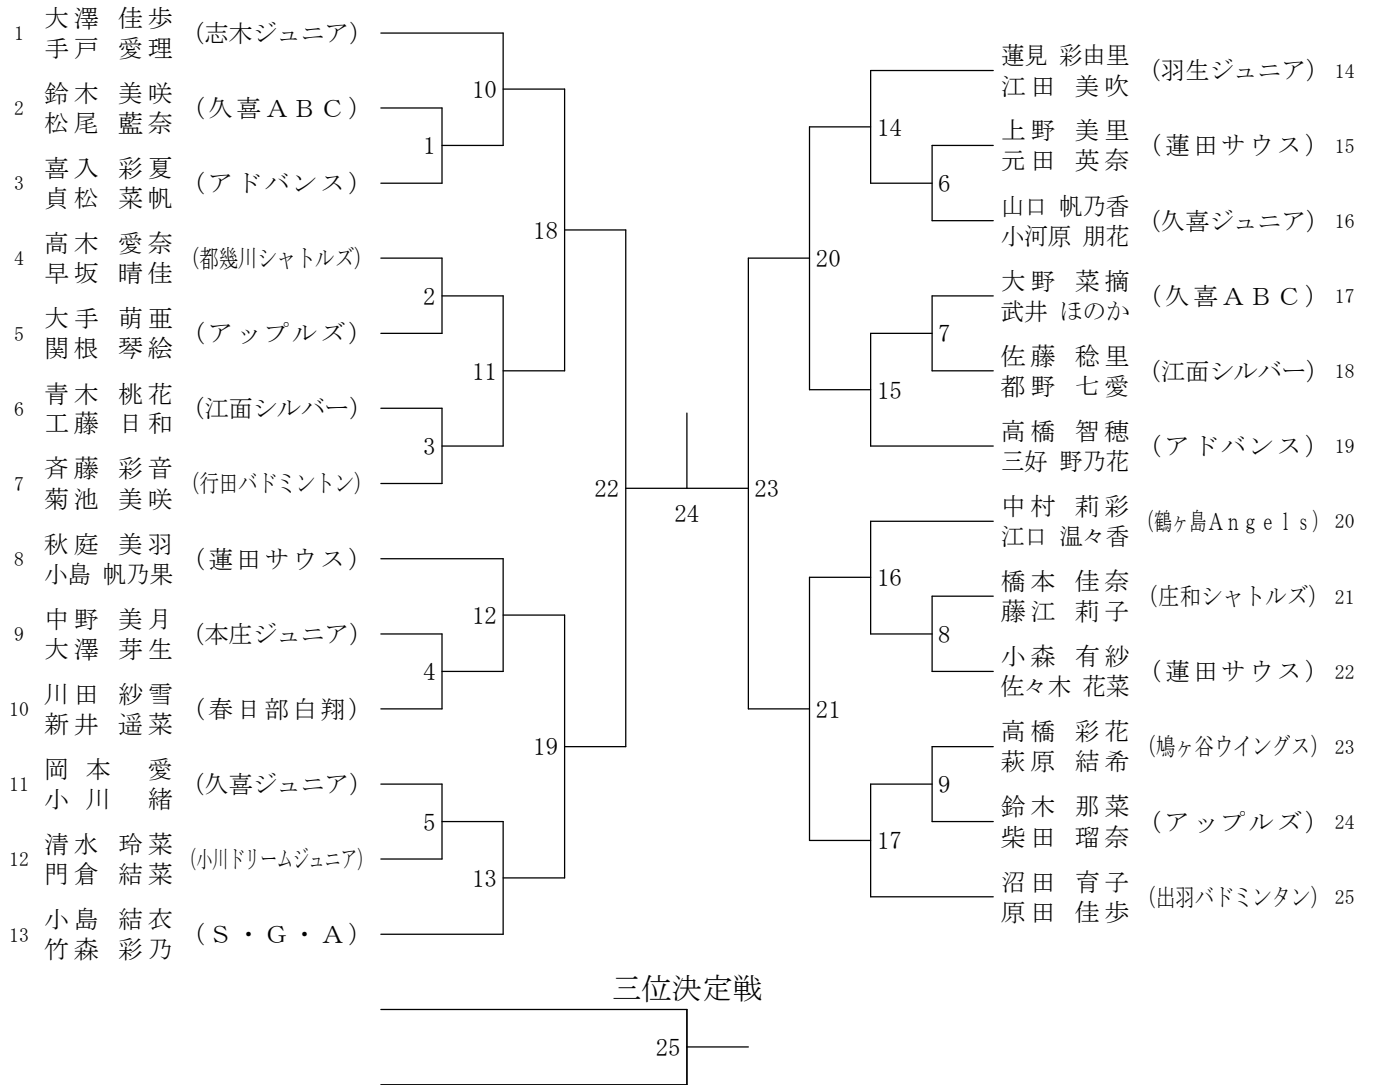 1 大澤 佳歩 (志木ジュニア)
手戸 愛理
2 鈴木 美咲 (久喜ＡＢＣ)
松尾 藍奈
3 喜入 彩夏 (アドバンス)
貞松 菜帆
4 高木 愛奈 (都幾川シャトルズ)
早坂 晴佳
5 大手 萌亜 (アップルズ)
関根 琴絵
6 青木 桃花 (江面シルバー)
工藤 日和
7 斉藤 彩音 (行田バドミントン)
菊池 美咲
8 秋庭 美羽 (蓮田サウス)
小島 帆乃果
9 中野 美月 (本庄ジュニア)
大澤 芽生
10 川田 紗雪 (春日部白翔)
新井 遥菜
11 岡本 愛 (久喜ジュニア)
小川 緒
12 清水 玲菜 (小川ドリームジュニア)
門倉 結菜
13 小島 結衣 (Ｓ・Ｇ・Ａ)
竹森 彩乃
10
1
18
2
11
3
22
12
4
19
5
13
24
蓮見 彩由里 (羽生ジュニア) 14
江田 美吹
上野 美里 (蓮田サウス) 15
元田 英奈
山口 帆乃香 (久喜ジュニア) 16
小河原 朋花
大野 菜摘 (久喜ＡＢＣ) 17
武井 ほのか
佐藤 稔里 (江面シルバー) 18
都野 七愛
高橋 智穂 (アドバンス) 19
三好 野乃花
中村 莉彩 (鶴ヶ島Ａｎｇｅｌｓ) 20
江口 温々香
橋本 佳奈 (庄和シャトルズ) 21
藤江 莉子
小森 有紗 (蓮田サウス) 22
佐々木 花菜
高橋 彩花 (鳩ヶ谷ウイングス) 23
萩原 結希
鈴木 那菜 (アップルズ) 24
柴田 瑠奈
沼田 育子 (出羽バドミンタン) 25
原田 佳歩
14
6
20
7
15
23
16
8
21
9
17
三位決定戦
25